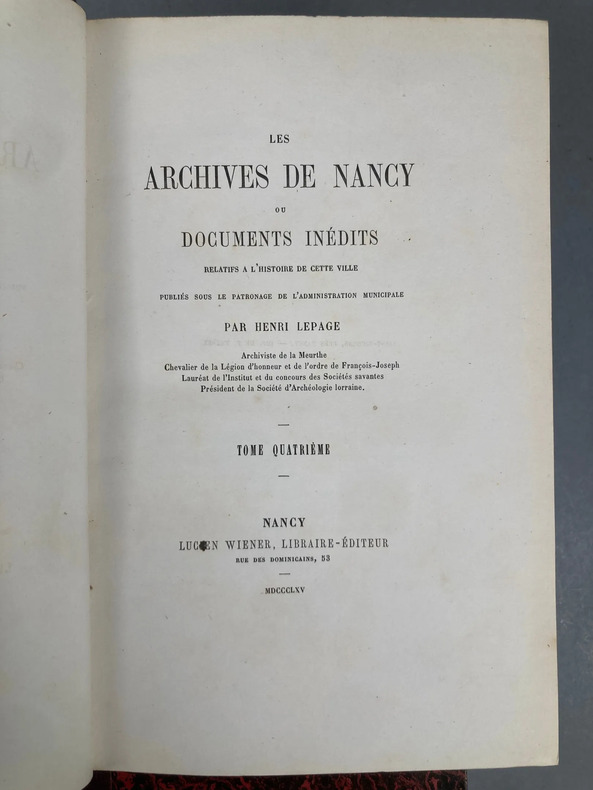 LES
ARCHIVES DE NANCY
OU
DOCUMENTS INÉDITS
RELATIFS A L'HISTOIRE DE CETTE VILLE
PUBLIÉS SOUS LE PATRONAGE DE L'ADMINISTRATION MUNICIPALE
PAR HENRI LEPAGE
Archiviste de la Meurthe
Chevalier de la Légion d'honneur et de l'ordre de François-Joseph
Lauréat de l'Institut et du concours des Sociétés savantes
Président de la Société d'Archéologie lorraine.
TOME QUATRIÈME
NANCY
LUCIEN WIENER, LIBRAIRE-ÉDITEUR
RUE DES DOMINICAINS, 53
MDCCCLXV